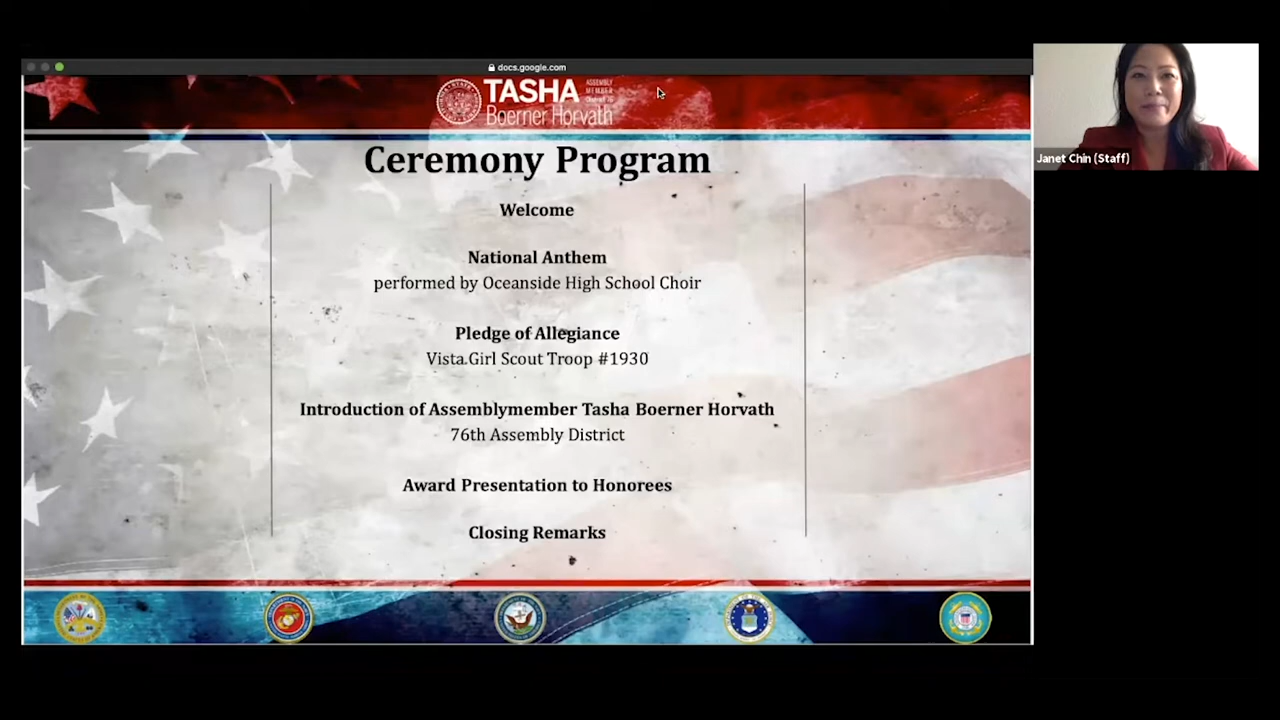 docs.google.com
TASHA
Boerner Horvath
ASSEMBLY
MEMBER
Ceremony Program
Welcome
National Anthem
performed by Oceanside High School Choir
Pledge of Allegiance
Vista Girl Scout Troop #1930
Introduction of Assemblymember Tasha Boerner Horvath
76th Assembly District
Award Presentation to Honorees
Closing Remarks
Janet Chin (Staff)